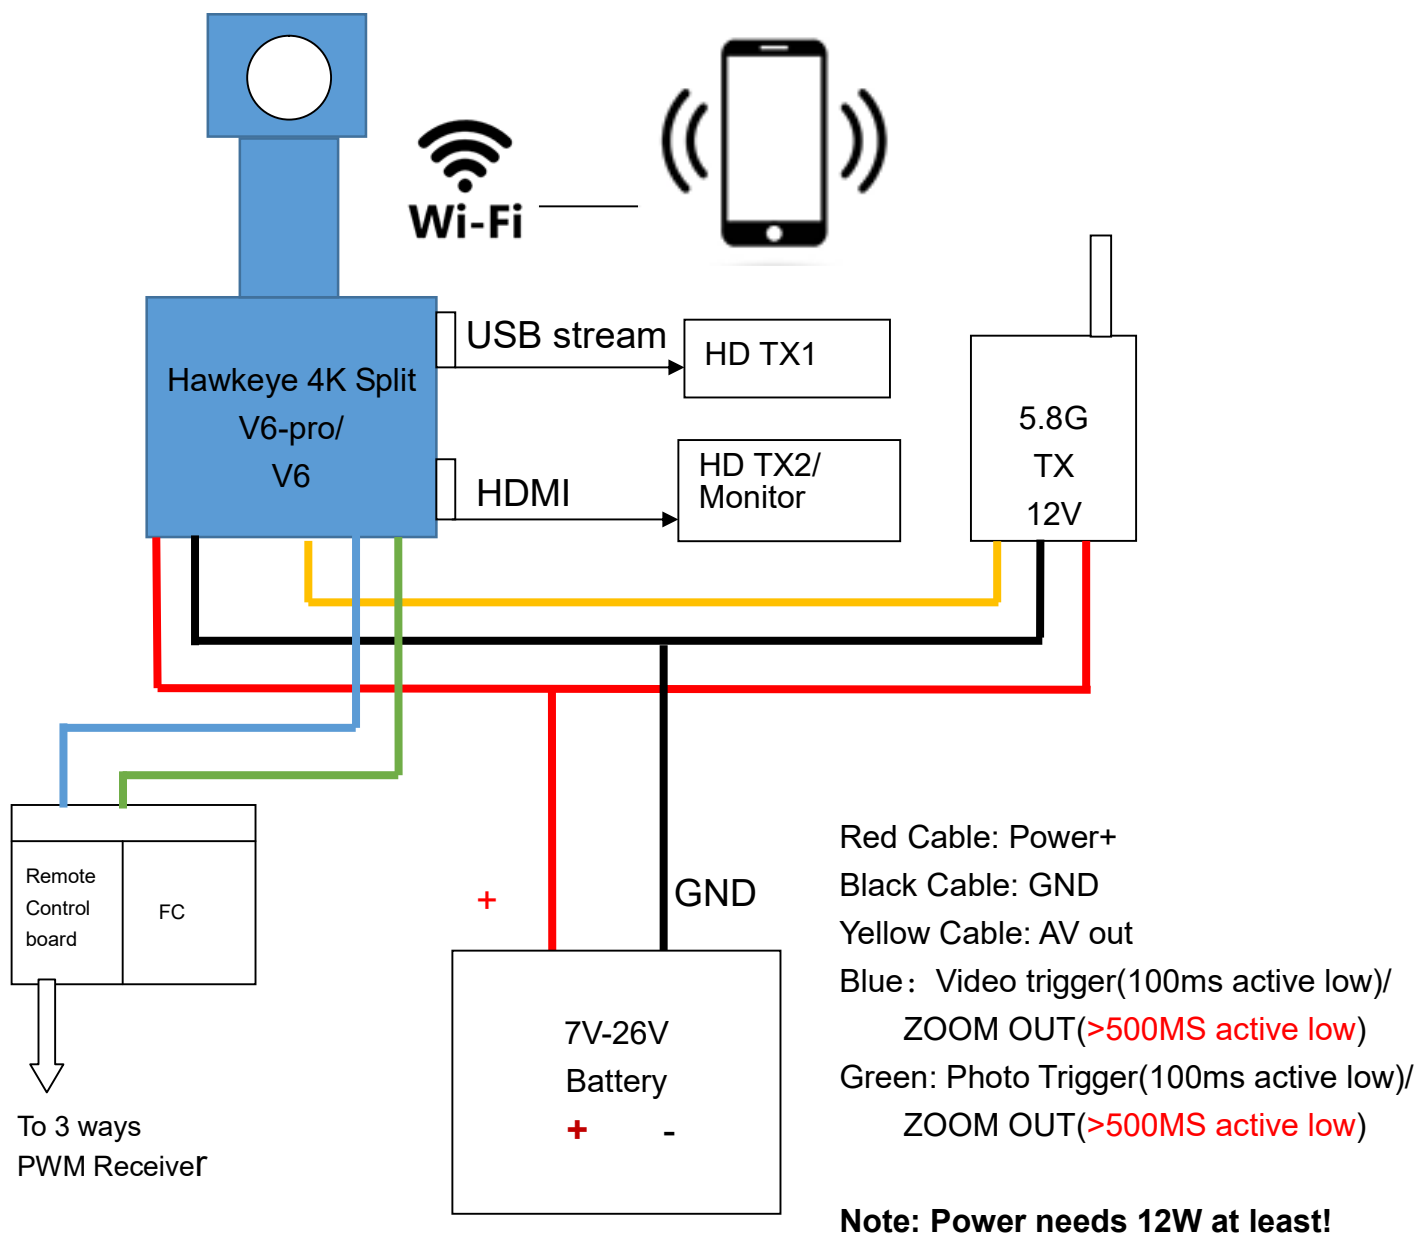 Wi-Fi
USB stream
HD TX1
Hawkeye 4K Split
V6-pro/
V6
HDMI
HD TX2/
Monitor
5.8G
TX
12V
Remote
Control
board
FC
To 3 ways
PWM Receiver
+
GND
7V-26V
Battery
+ -
Red Cable: Power+
Black Cable: GND
Yellow Cable: AV out
Blue：Video trigger(100ms active low)/
ZOOM OUT(>500MS active low)
Green: Photo Trigger(100ms active low)/
ZOOM OUT(>500MS active low)
Note: Power needs 12W at least!